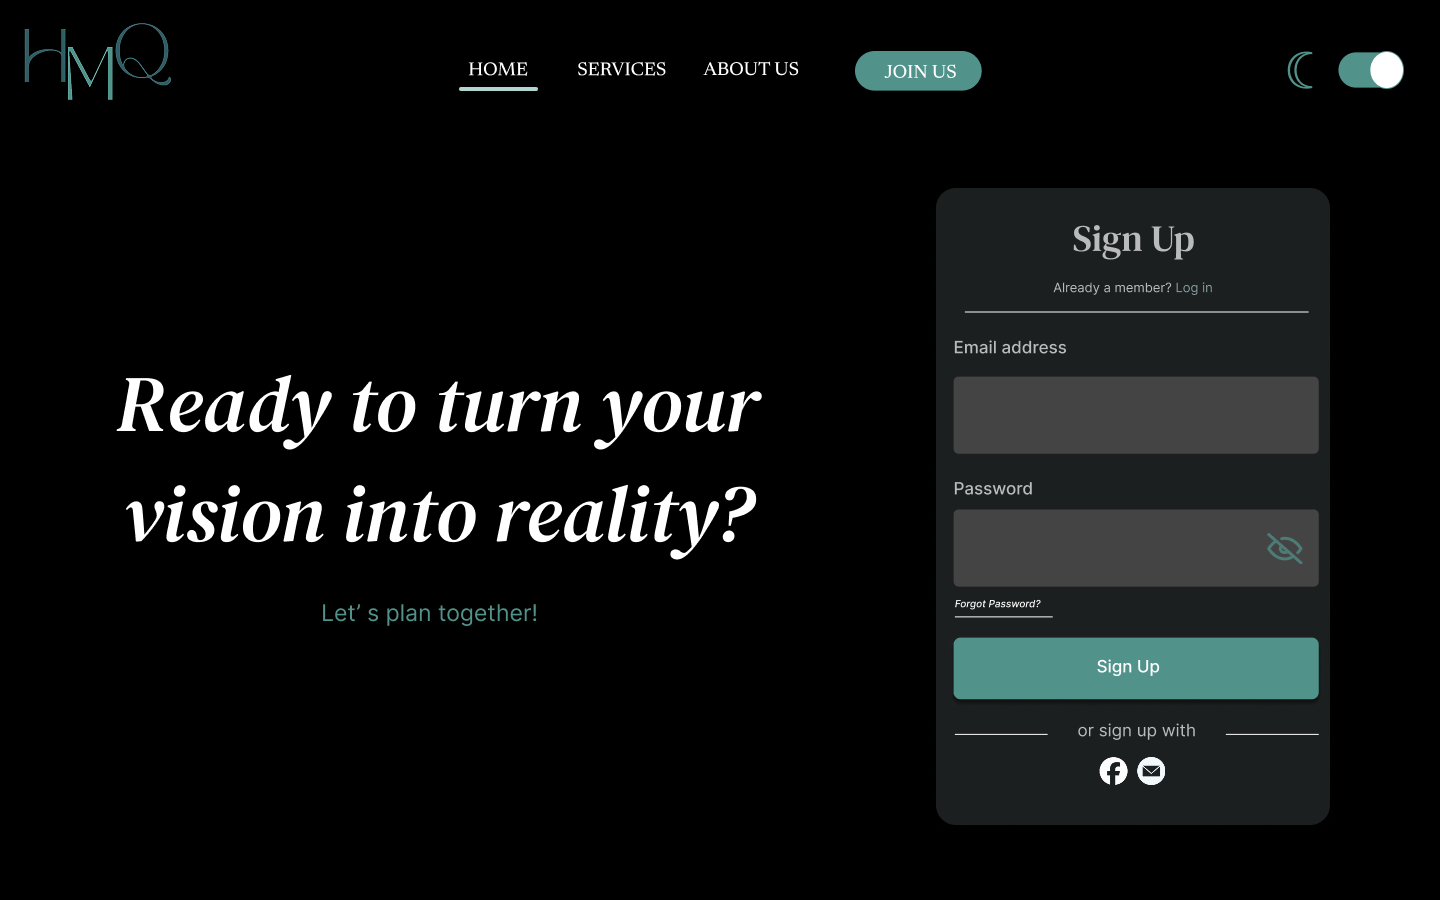 HMQ
HOME
SERVICES
ABOUT US
JOIN US
Ready to turn your
vision into reality?
Let’ s plan together!
Sign Up
Already a member? Log in
Email address
Password
Forgot Password?
Sign Up
or sign up with